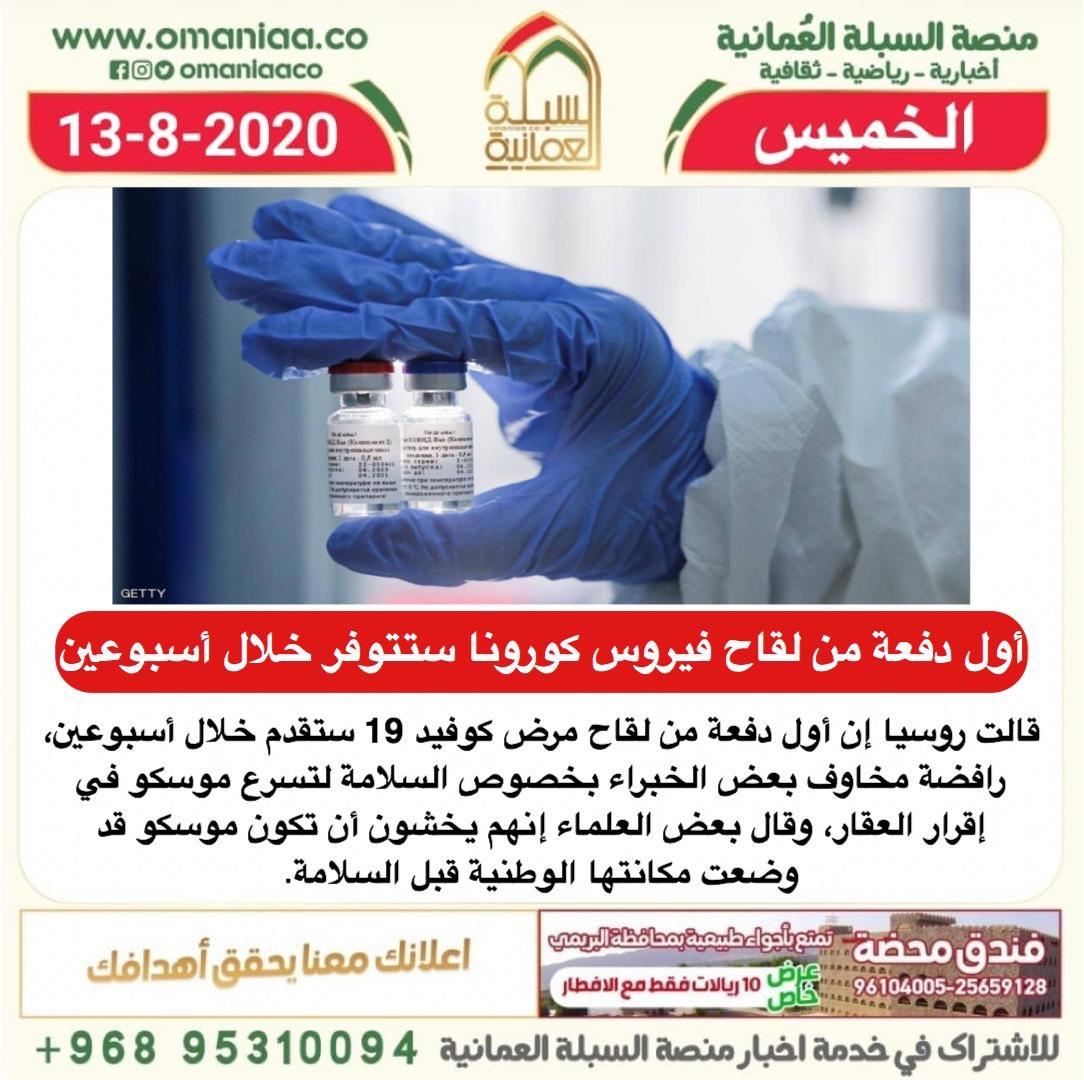 منصة السبلة العُمانية
أخبارية - رياضية - ثقافية
www.omaniaa.co
omaniaaco
الخميس
13-8-2020
السبلة
omaniaa.co
العمانية
GETTY
أول دفعة من لقاح فيروس كورونا ستتوفر خلال أسبوعين
قالت روسيا إن أول دفعة من لقاح مرض كوفيد 19 ستقدم خلال أسبوعين،
رافضة مخاوف بعض الخبراء بخصوص السلامة لتسرع موسكو في
إقرار العقار، وقال بعض العلماء إنهم يخشون أن تكون موسكو قد
وضعت مكانتها الوطنية قبل السلامة.
فندق محضة
96104005-25659128
تمتع بأجواء طبيعية بمحافظة البريمي
عرض خاص
10 ريالات فقط مع الافطار
اعلانك معنا يحقق أهدافك
للاشتراك في خدمة اخبار منصة السبلة العمانية 95310094 968+